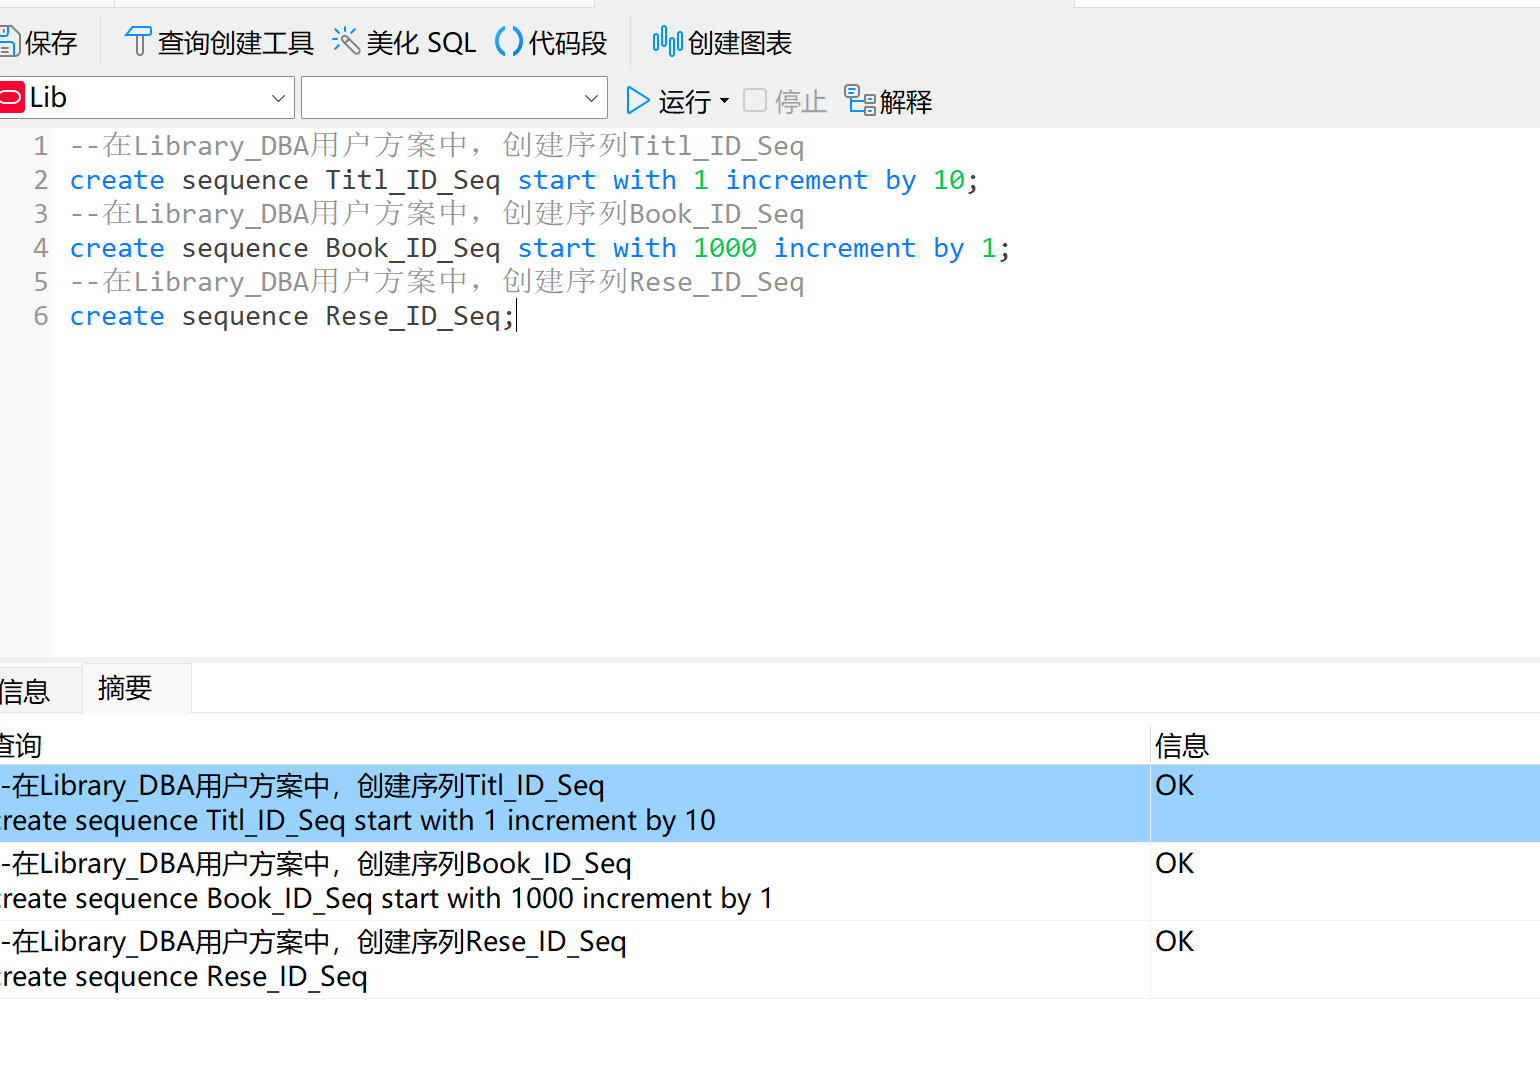 保存 查询创建工具 美化 SQL 代码段 创建图表
Lib 运行 停止 解释
1 --在Library_DBA用户方案中，创建序列Titl_ID_Seq
2 create sequence Titl_ID_Seq start with 1 increment by 10;
3 --在Library_DBA用户方案中，创建序列Book_ID_Seq
4 create sequence Book_ID_Seq start with 1000 increment by 1;
5 --在Library_DBA用户方案中，创建序列Rese_ID_Seq
6 create sequence Rese_ID_Seq;
信息 摘要
查询 信息
-在Library_DBA用户方案中，创建序列Titl_ID_Seq OK
create sequence Titl_ID_Seq start with 1 increment by 10
-在Library_DBA用户方案中，创建序列Book_ID_Seq OK
create sequence Book_ID_Seq start with 1000 increment by 1
-在Library_DBA用户方案中，创建序列Rese_ID_Seq OK
create sequence Rese_ID_Seq